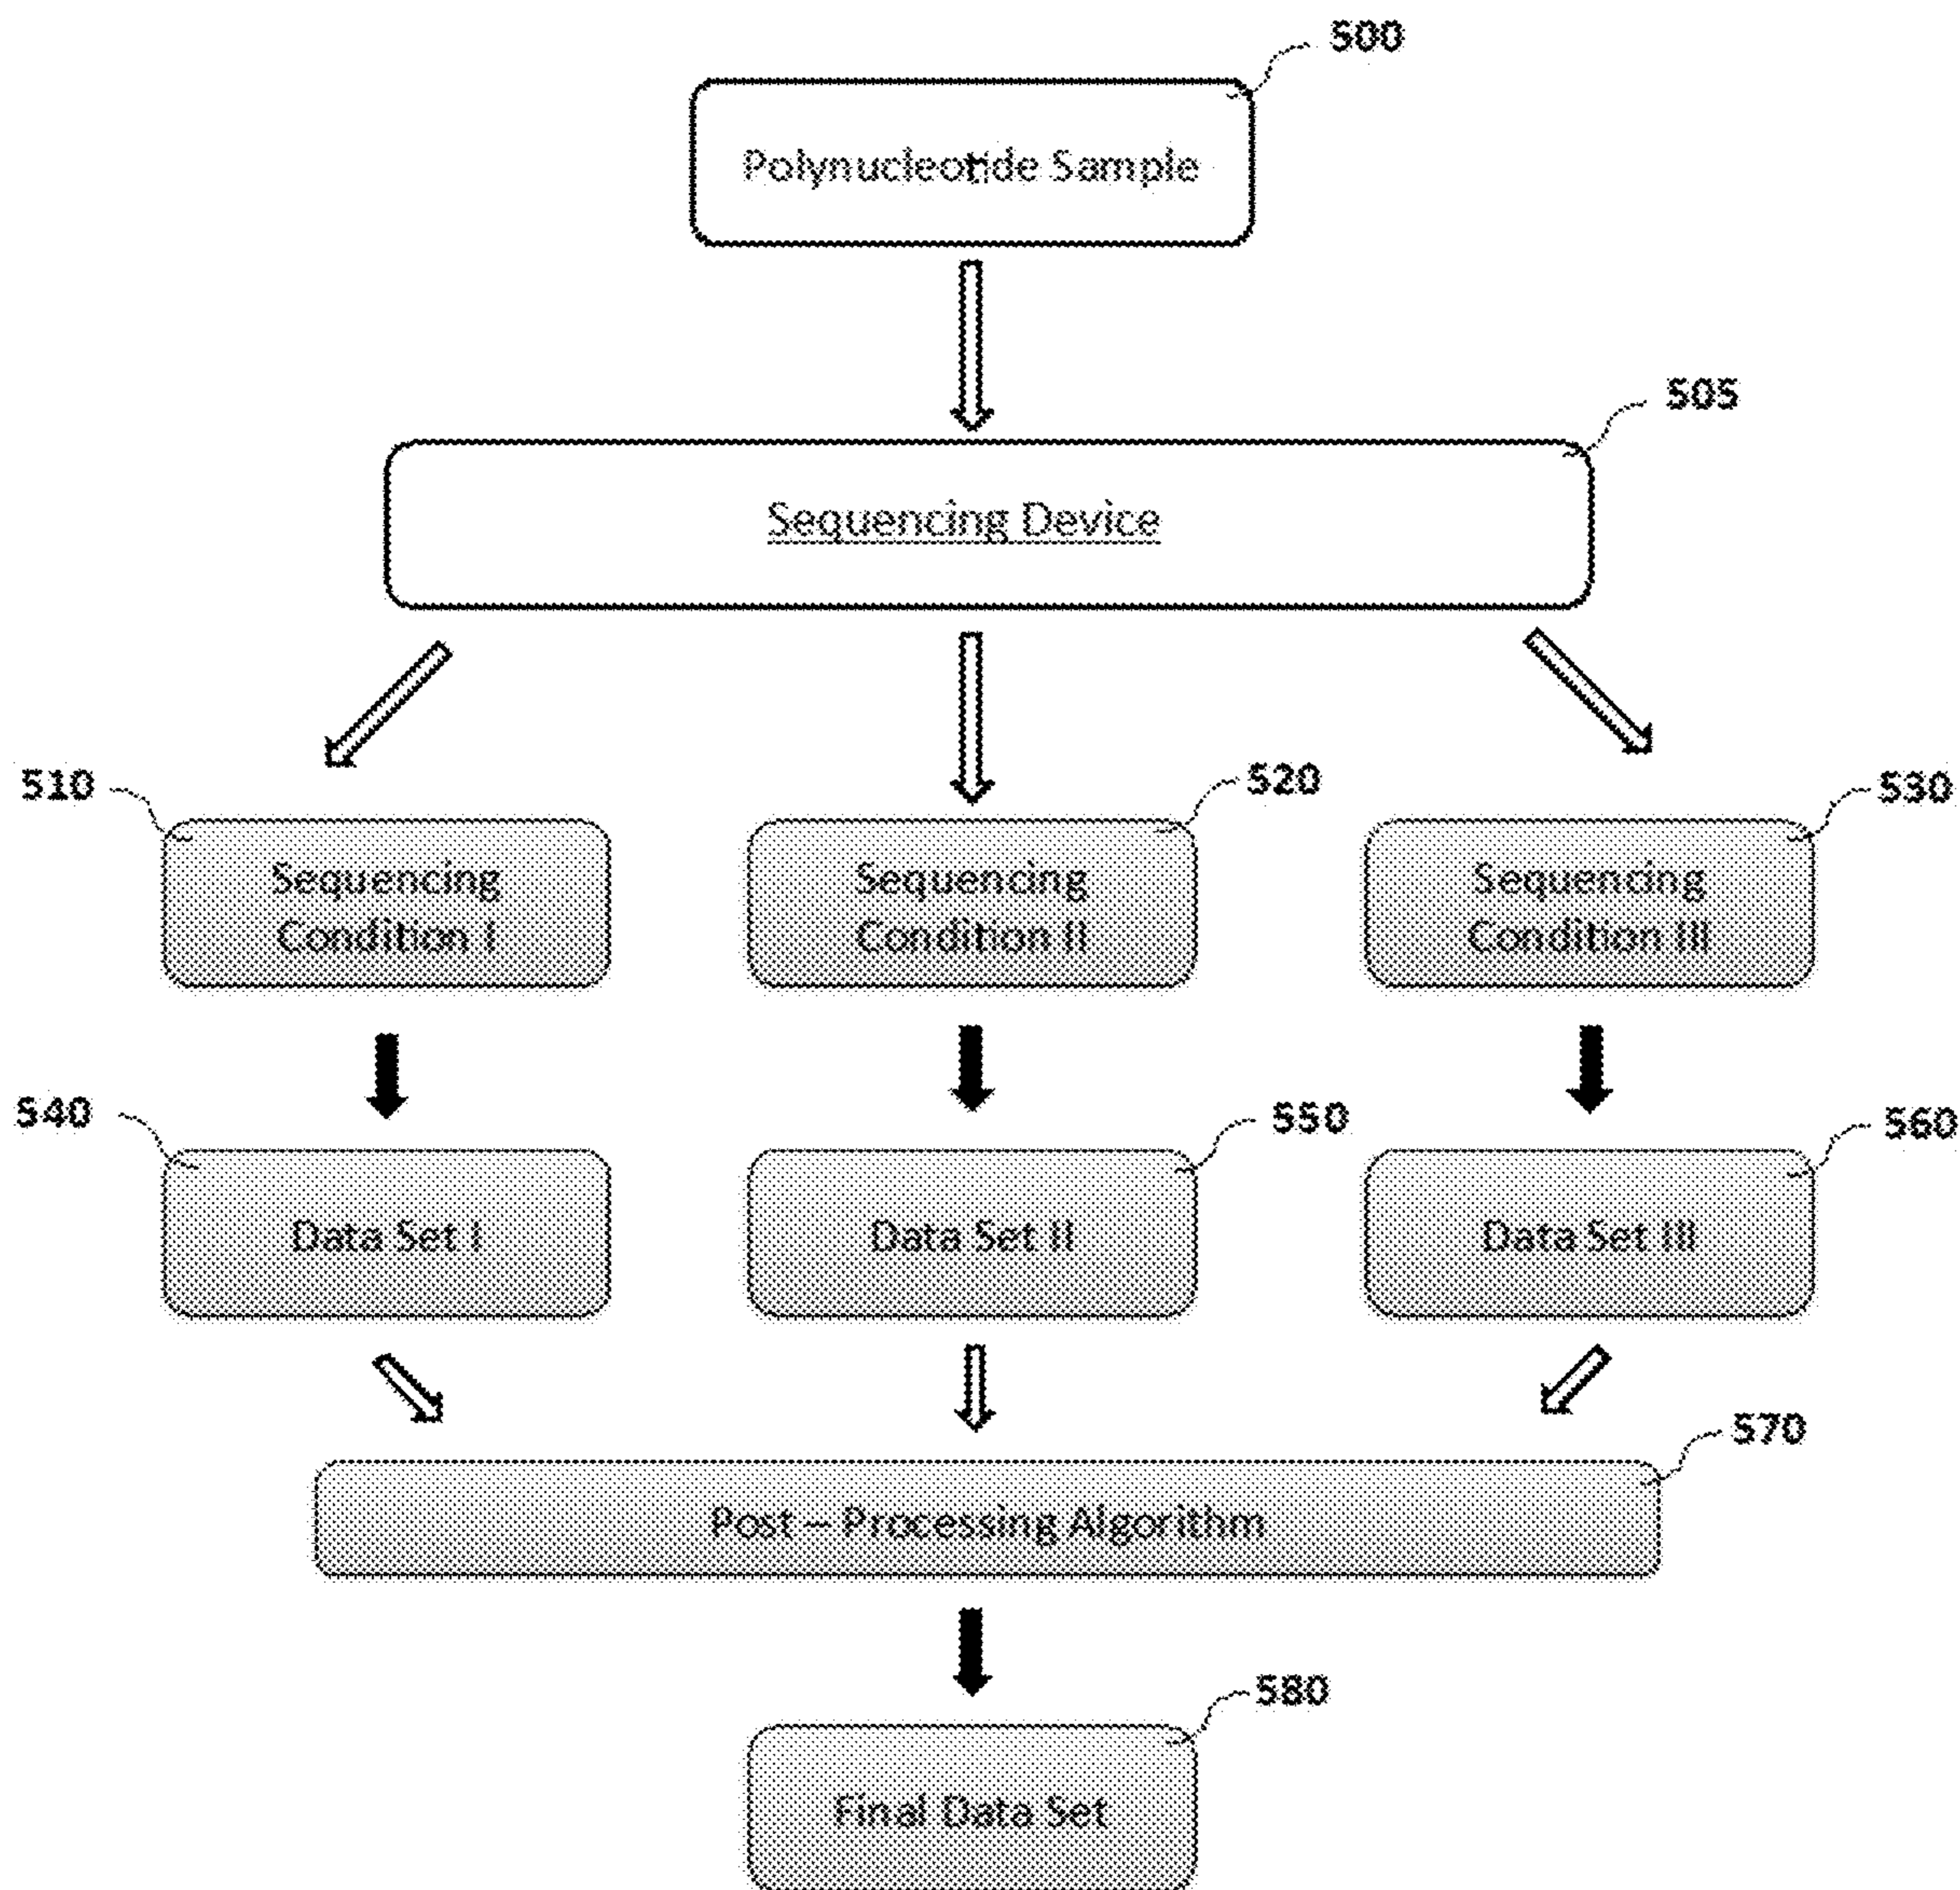 500
Polynucleotide Sample
505
Sequencing Device
510
520
530
Sequencing
Condition I
Sequencing
Condition II
Sequencing
Condition III
540
550
560
Data Set I
Data Set II
Data Set III
570
Post – Processing Algorithm
580
Final Data Set